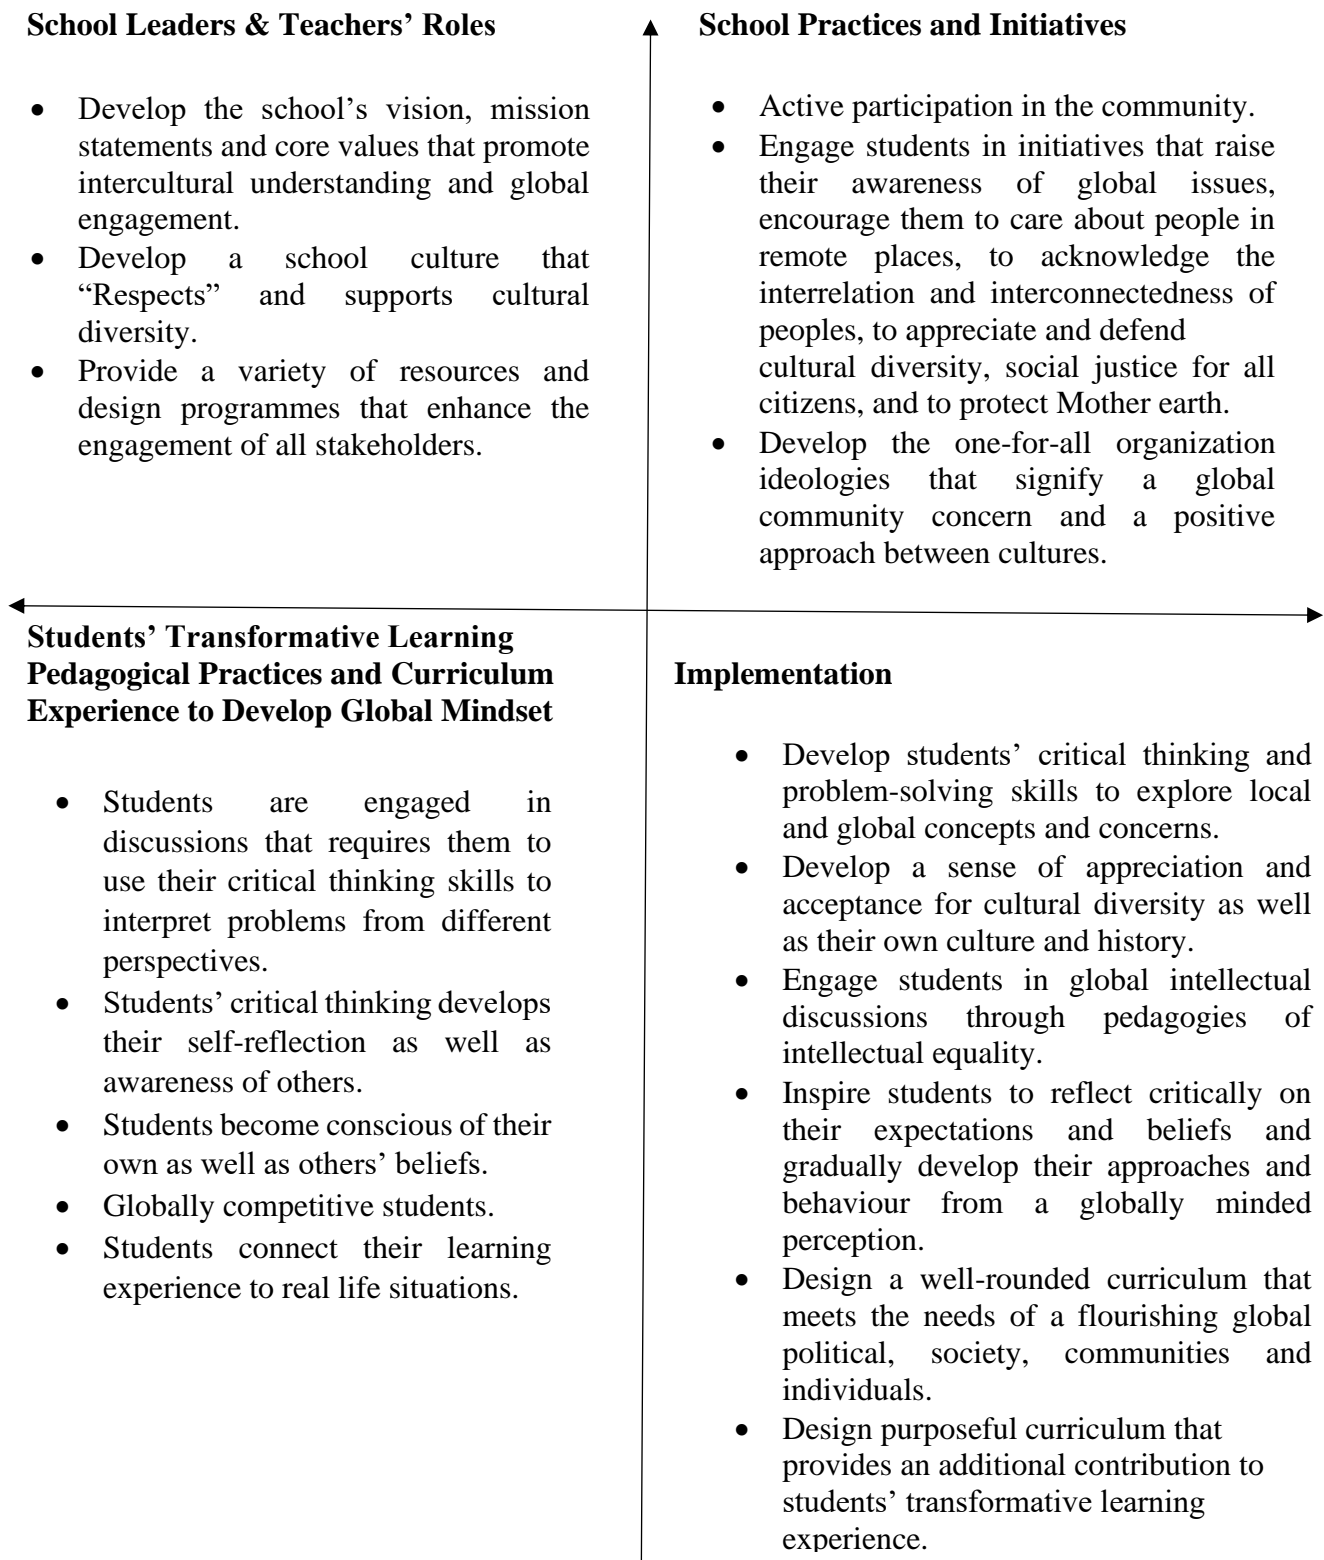 School Leaders & Teachers’ Roles
• Develop the school’s vision, mission
statements and core values that promote
intercultural understanding and global
engagement.
• Develop a school culture that
“Respects” and supports cultural
diversity.
• Provide a variety of resources and
design programmes that enhance the
engagement of all stakeholders.
School Practices and Initiatives
• Active participation in the community.
• Engage students in initiatives that raise
their awareness of global issues,
encourage them to care about people in
remote places, to acknowledge the
interrelation and interconnectedness of
peoples, to appreciate and defend
cultural diversity, social justice for all
citizens, and to protect Mother earth.
• Develop the one-for-all organization
ideologies that signify a global
community concern and a positive
approach between cultures.
Students’ Transformative Learning
Pedagogical Practices and Curriculum
Experience to Develop Global Mindset
• Students are engaged in
discussions that requires them to
use their critical thinking skills to
interpret problems from different
perspectives.
• Students’ critical thinking develops
their self-reflection as well as
awareness of others.
• Students become conscious of their
own as well as others’ beliefs.
• Globally competitive students.
• Students connect their learning
experience to real life situations.
Implementation
• Develop students’ critical thinking and
problem-solving skills to explore local
and global concepts and concerns.
• Develop a sense of appreciation and
acceptance for cultural diversity as well
as their own culture and history.
• Engage students in global intellectual
discussions through pedagogies of
intellectual equality.
• Inspire students to reflect critically on
their expectations and beliefs and
gradually develop their approaches and
behaviour from a globally minded
perception.
• Design a well-rounded curriculum that
meets the needs of a flourishing global
political, society, communities and
individuals.
• Design purposeful curriculum that
provides an additional contribution to
students’ transformative learning
experience.